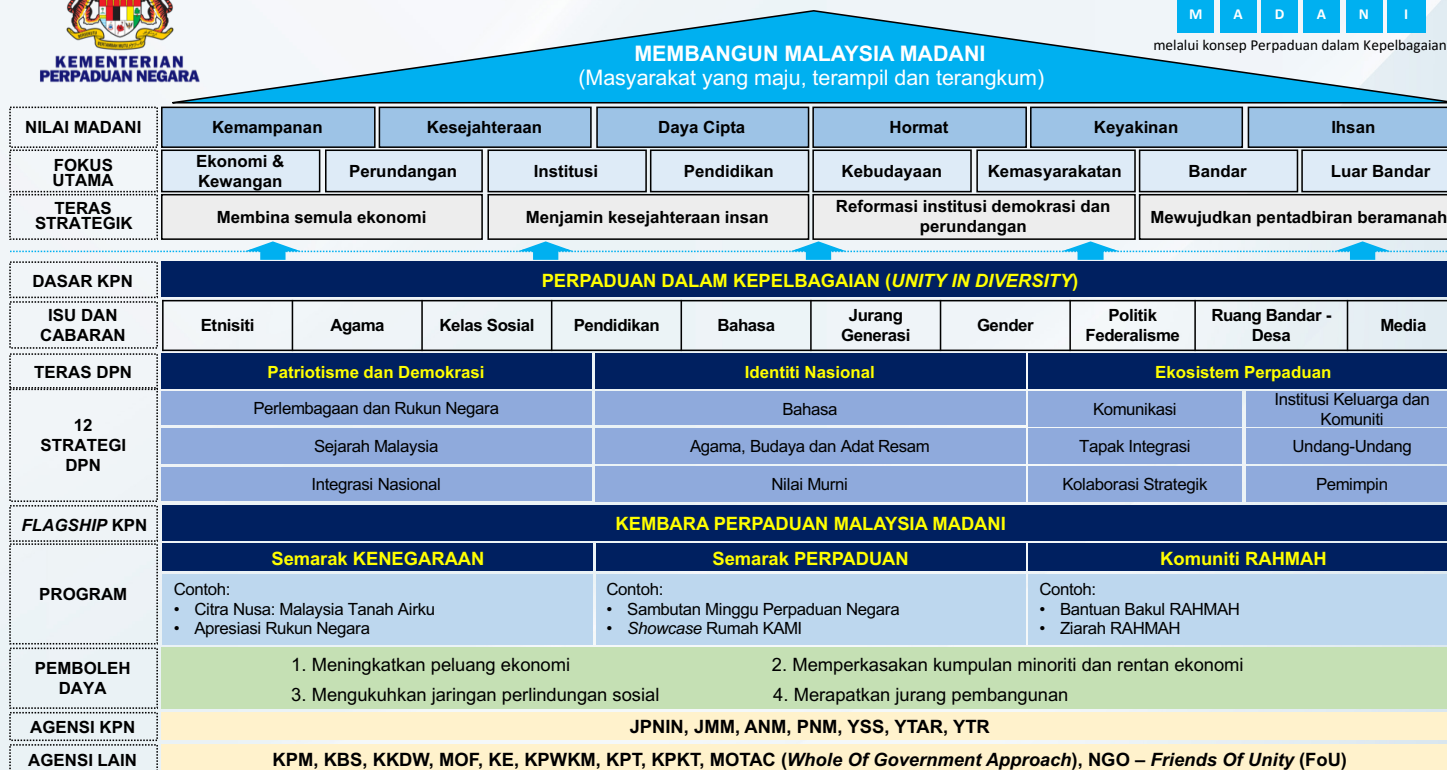 M A D A N I
melalui konsep Perpaduan dalam Kepelbagaian
KEMENTERIAN
PERPADUAN NEGARA
MEMBANGUN MALAYSIA MADANI
(Masyarakat yang maju, terampil dan terangkum)
NILAI MADANI
Kemampanan
Kesejahteraan
Daya Cipta
Hormat
Keyakinan
Ihsan
FOKUS
UTAMA
Ekonomi &
Kewangan
Perundangan
Institusi
Pendidikan
Kebudayaan
Kemasyarakatan
Bandar
Luar Bandar
TERAS
STRATEGIK
Membina semula ekonomi
Menjamin kesejahteraan insan
Reformasi institusi demokrasi dan
perundangan
Mewujudkan pentadbiran beramanah
DASAR KPN
PERPADUAN DALAM KEPELBAGAIAN (UNITY IN DIVERSITY)
ISU DAN
CABARAN
Etnisiti
Agama
Kelas Sosial
Pendidikan
Bahasa
Jurang
Generasi
Gender
Politik
Federalisme
Ruang Bandar -
Desa
Media
TERAS DPN
Patriotisme dan Demokrasi
Identiti Nasional
Ekosistem Perpaduan
12
STRATEGI
DPN
Perlembagaan dan Rukun Negara
Bahasa
Komunikasi
Institusi Keluarga dan
Komuniti
Sejarah Malaysia
Agama, Budaya dan Adat Resam
Tapak Integrasi
Undang-Undang
Integrasi Nasional
Nilai Murni
Kolaborasi Strategik
Pemimpin
FLAGSHIP KPN
KEMBARA PERPADUAN MALAYSIA MADANI
PROGRAM
Semarak KENEGARAAN
Contoh:
• Citra Nusa: Malaysia Tanah Airku
• Apresiasi Rukun Negara
Semarak PERPADUAN
Contoh:
• Sambutan Minggu Perpaduan Negara
• Showcase Rumah KAMI
Komuniti RAHMAH
Contoh:
• Bantuan Bakul RAHMAH
• Ziarah RAHMAH
PEMBOLEH
DAYA
1. Meningkatkan peluang ekonomi
2. Memperkasakan kumpulan minoriti dan rentan ekonomi
3. Mengukuhkan jaringan perlindungan sosial
4. Merapatkan jurang pembangunan
AGENSI KPN
JPNIN, JMM, ANM, PNM, YSS, YTAR, YTR
AGENSI LAIN
KPM, KBS, KKDW, MOF, KE, KPWKM, KPT, KPKT, MOTAC (Whole Of Government Approach), NGO – Friends Of Unity (FoU)